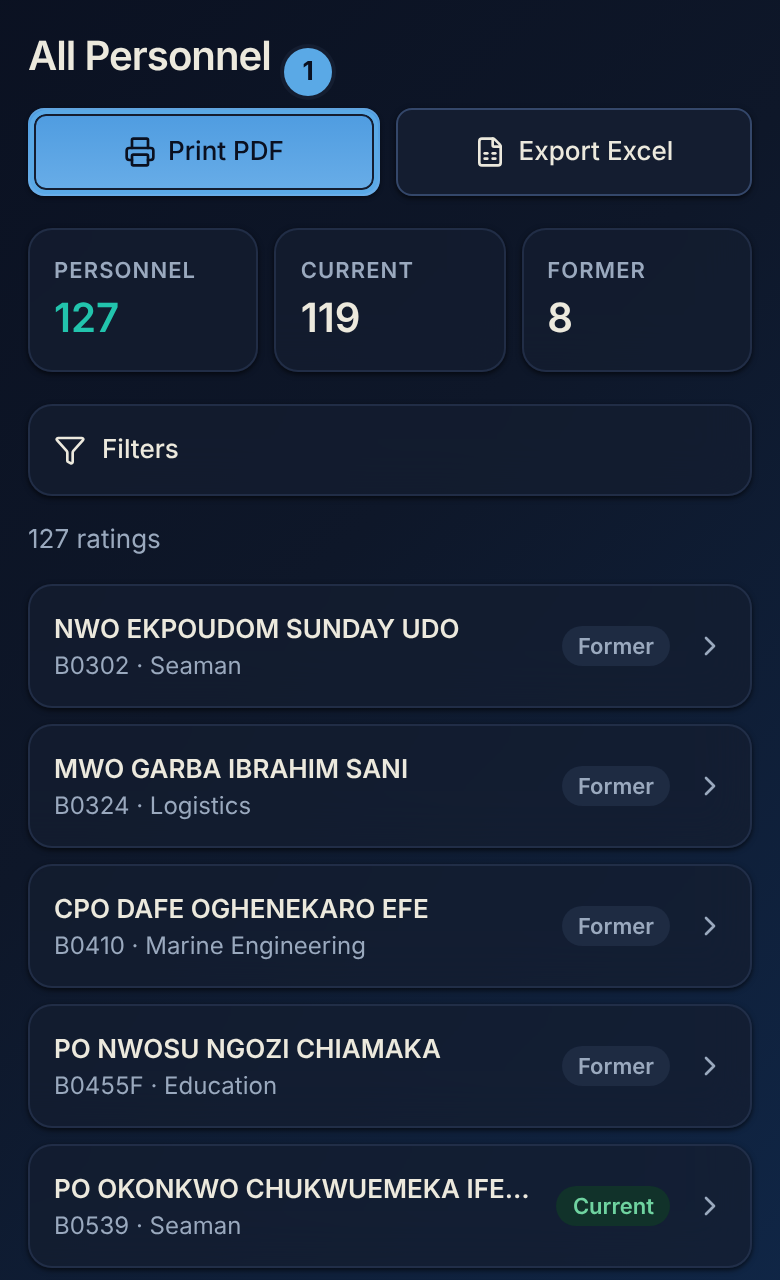 All Personnel
1
Print PDF
Export Excel
PERSONNEL
127
CURRENT
119
FORMER
8
Filters
127 ratings
NWO EKPOUDOM SUNDAY UDO
B0302 · Seaman
Former
MWO GARBA IBRAHIM SANI
B0324 · Logistics
Former
CPO DAFE OGHENEKARO EFE
B0410 · Marine Engineering
Former
PO NWOSU NGOZI CHIAMAKA
B0455F · Education
Former
PO OKONKWO CHUKWUEMEKA IFE...
B0539 · Seaman
Current